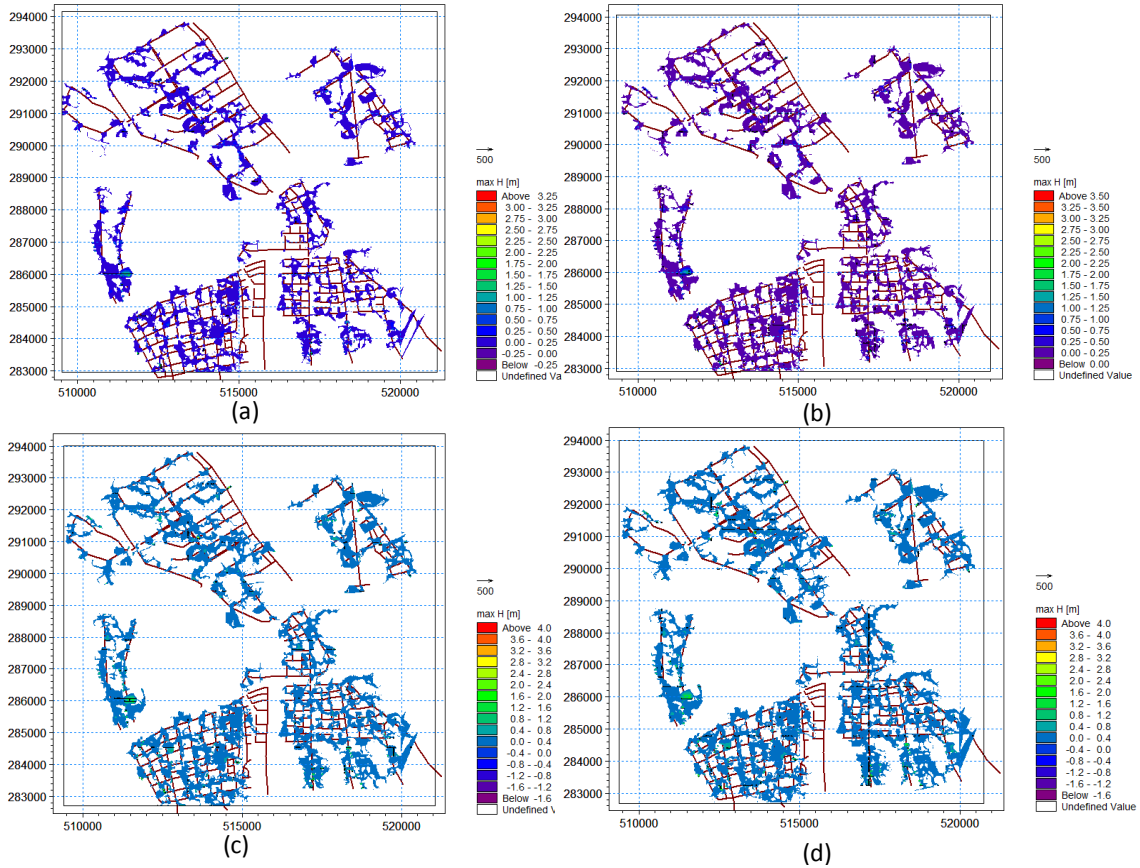 294000
293000
292000
291000
290000
289000
288000
287000
286000
285000
284000
283000
510000 515000 520000
500
max H [m]
Above 3.25
3.00 - 3.25
2.75 - 3.00
2.50 - 2.75
2.25 - 2.50
2.00 - 2.25
1.75 - 2.00
1.50 - 1.75
1.25 - 1.50
1.00 - 1.25
0.75 - 1.00
0.50 - 0.75
0.25 - 0.50
0.00 - 0.25
-0.25 - 0.00
Below -0.25
Undefined Va
(a)
294000
293000
292000
291000
290000
289000
288000
287000
286000
285000
284000
283000
510000 515000 520000
500
max H [m]
Above 3.50
3.25 - 3.50
3.00 - 3.25
2.75 - 3.00
2.50 - 2.75
2.25 - 2.50
2.00 - 2.25
1.75 - 2.00
1.50 - 1.75
1.25 - 1.50
1.00 - 1.25
0.75 - 1.00
0.50 - 0.75
0.25 - 0.50
0.00 - 0.25
Below 0.00
Undefined Value
(b)
294000
293000
292000
291000
290000
289000
288000
287000
286000
285000
284000
283000
510000 515000 520000
500
max H [m]
Above 4.0
3.6 - 4.0
3.2 - 3.6
2.8 - 3.2
2.4 - 2.8
2.0 - 2.4
1.6 - 2.0
1.2 - 1.6
0.8 - 1.2
0.4 - 0.8
0.0 - 0.4
-0.4 - 0.0
-0.8 - -0.4
-1.2 - -0.8
-1.6 - -1.2
Below -1.6
Undefined V
(c)
294000
293000
292000
291000
290000
289000
288000
287000
286000
285000
284000
283000
510000 515000 520000
500
max H [m]
Above 4.0
3.6 - 4.0
3.2 - 3.6
2.8 - 3.2
2.4 - 2.8
2.0 - 2.4
1.6 - 2.0
1.2 - 1.6
0.8 - 1.2
0.4 - 0.8
0.0 - 0.4
-0.4 - 0.0
-0.8 - -0.4
-1.2 - -0.8
-1.6 - -1.2
Below -1.6
Undefined Value
(d)